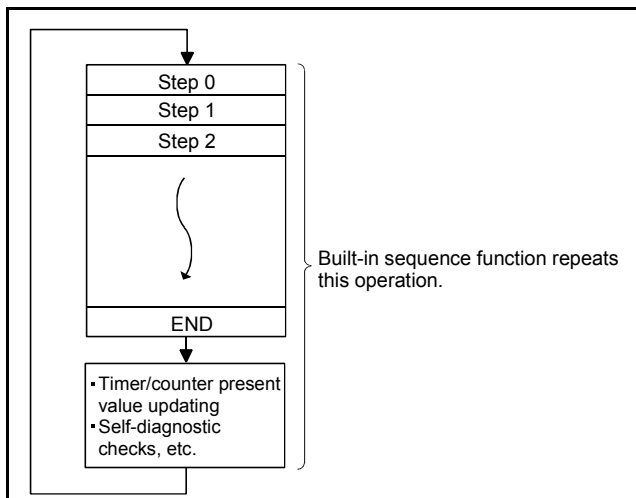 Step 0
Step 1
Step 2
END
▪ Timer/counter present
value updating
▪ Self-diagnostic
checks, etc.
Built-in sequence function repeats
this operation.